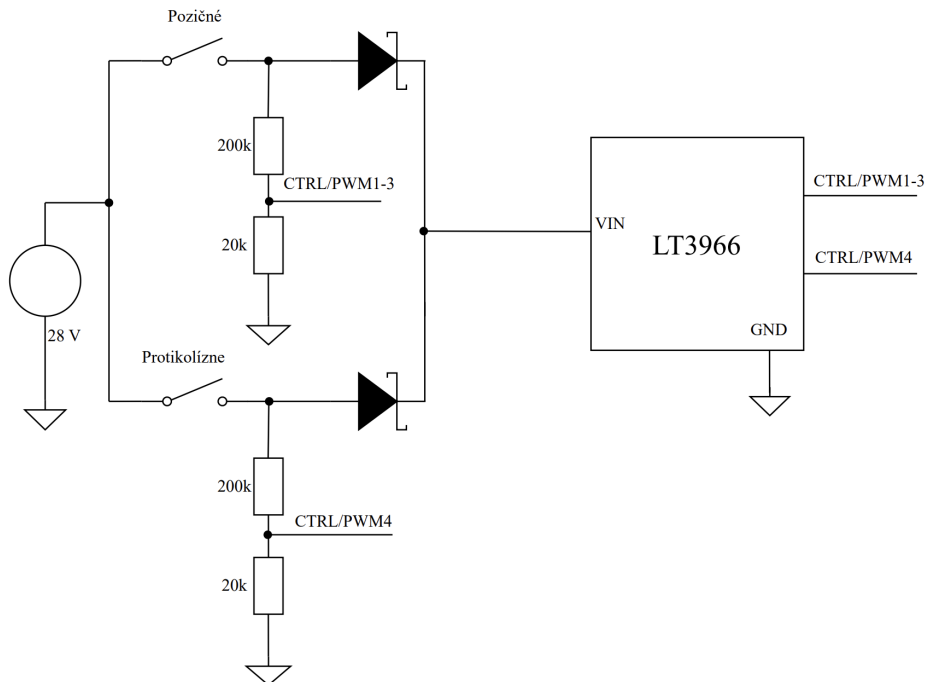 Pozičné
200k
CTRL/PWM1-3
20k
28 V
VIN
LT3966
CTRL/PWM1-3
CTRL/PWM4
GND
Protikolízne
200k
CTRL/PWM4
20k